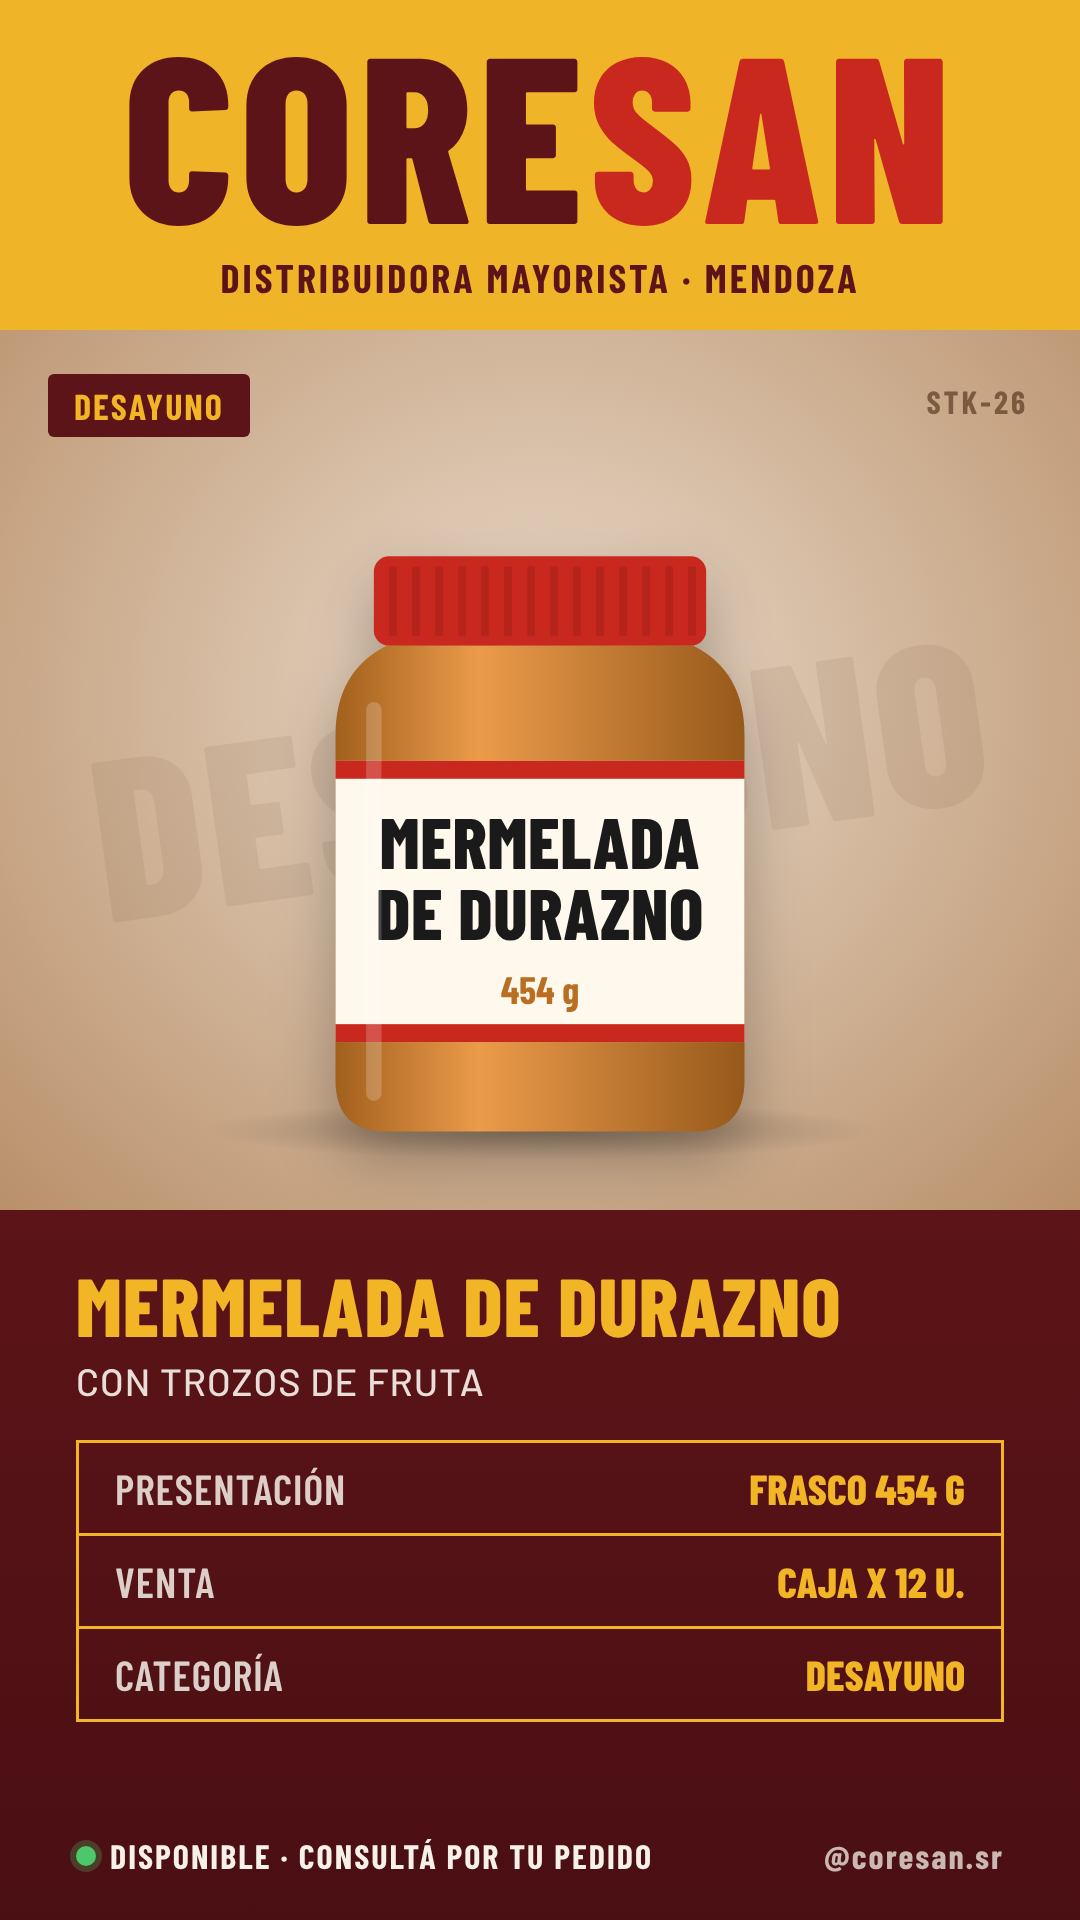 CORESAN
DISTRIBUIDORA MAYORISTA · MENDOZA
DESAYUNO
STK-26
MERMELADA
DE DURAZNO
454 g
MERMELADA DE DURAZNO
CON TROZOS DE FRUTA
PRESENTACIÓN FRASCO 454 G
VENTA CAJA X 12 U.
CATEGORÍA DESAYUNO
DISPONIBLE · CONSULTÁ POR TU PEDIDO @coresan.sr